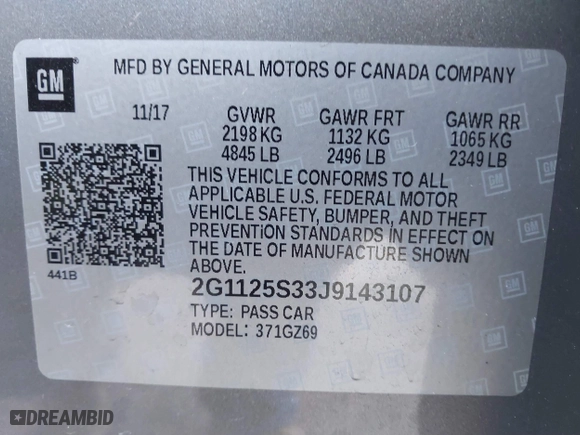 GM
MFD BY GENERAL MOTORS OF CANADA COMPANY
11/17 GVWR GAWR FRT GAWR RR
2198 KG 1132 KG 1065 KG
4845 LB 2496 LB 2349 LB
THIS VEHICLE CONFORMS TO ALL
APPLICABLE U.S. FEDERAL MOTOR
VEHICLE SAFETY, BUMPER, AND THEFT
PREVENTION STANDARDS IN EFFECT ON
THE DATE OF MANUFACTURE SHOWN
ABOVE.
441B
2G1125S33J9143107
TYPE: PASS CAR
MODEL: 371GZ69
DREAMBID